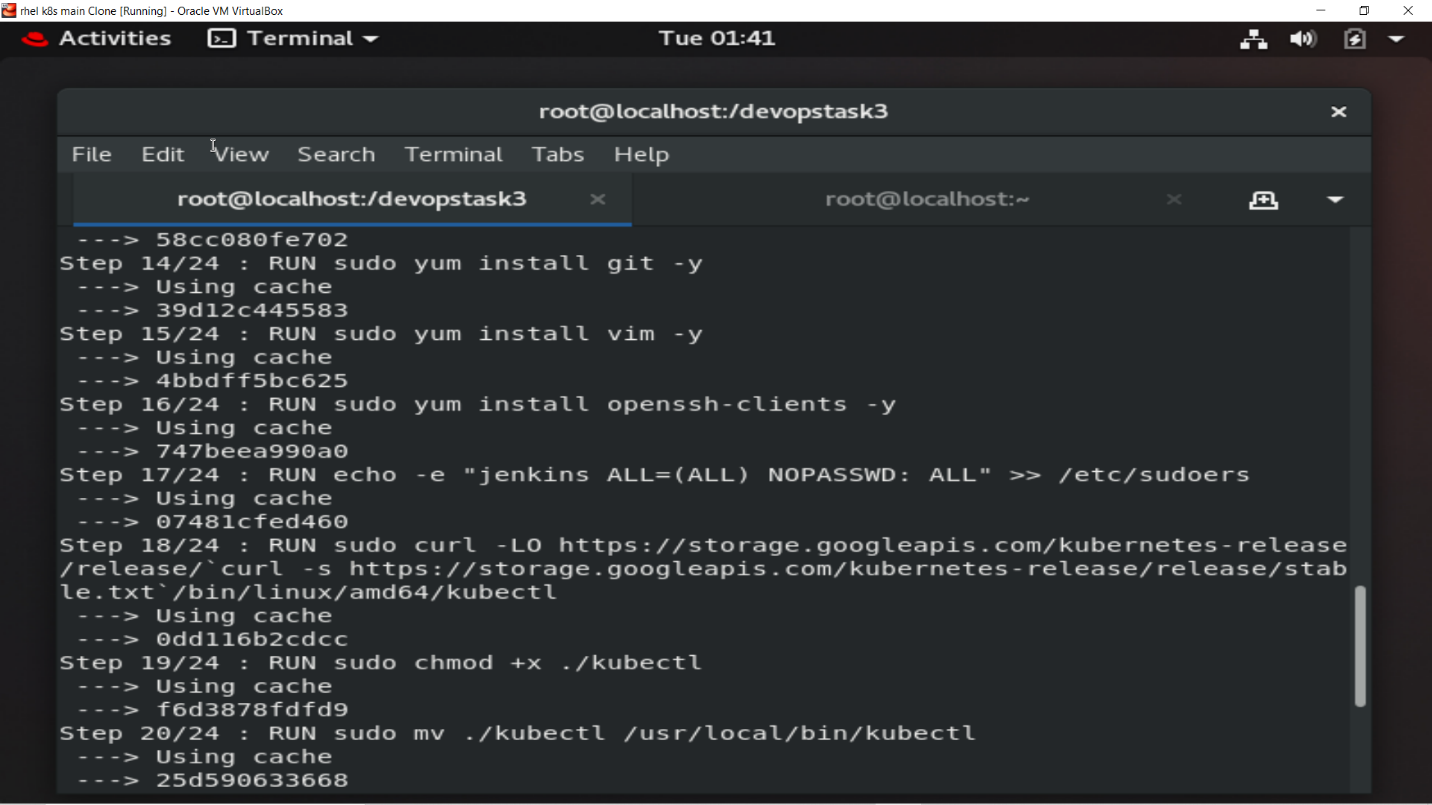 rhel k8s main Clone [Running] - Oracle VM VirtualBox
Activities Terminal Tue 01:41
root@localhost:/devopstask3
File Edit View Search Terminal Tabs Help
root@localhost:/devopstask3 root@localhost:~
---> 58cc080fe702
Step 14/24 : RUN sudo yum install git -y
---> Using cache
---> 39d12c445583
Step 15/24 : RUN sudo yum install vim -y
---> Using cache
---> 4bbdff5bc625
Step 16/24 : RUN sudo yum install openssh-clients -y
---> Using cache
---> 747beea990a0
Step 17/24 : RUN echo -e "jenkins ALL=(ALL) NOPASSWD: ALL" >> /etc/sudoers
---> Using cache
---> 07481cfed460
Step 18/24 : RUN sudo curl -LO https://storage.googleapis.com/kubernetes-release
/release/`curl -s https://storage.googleapis.com/kubernetes-release/release/stab
le.txt`/bin/linux/amd64/kubectl
---> Using cache
---> 0dd116b2cdcc
Step 19/24 : RUN sudo chmod +x ./kubectl
---> Using cache
---> f6d3878fdfd9
Step 20/24 : RUN sudo mv ./kubectl /usr/local/bin/kubectl
---> Using cache
---> 25d590633668